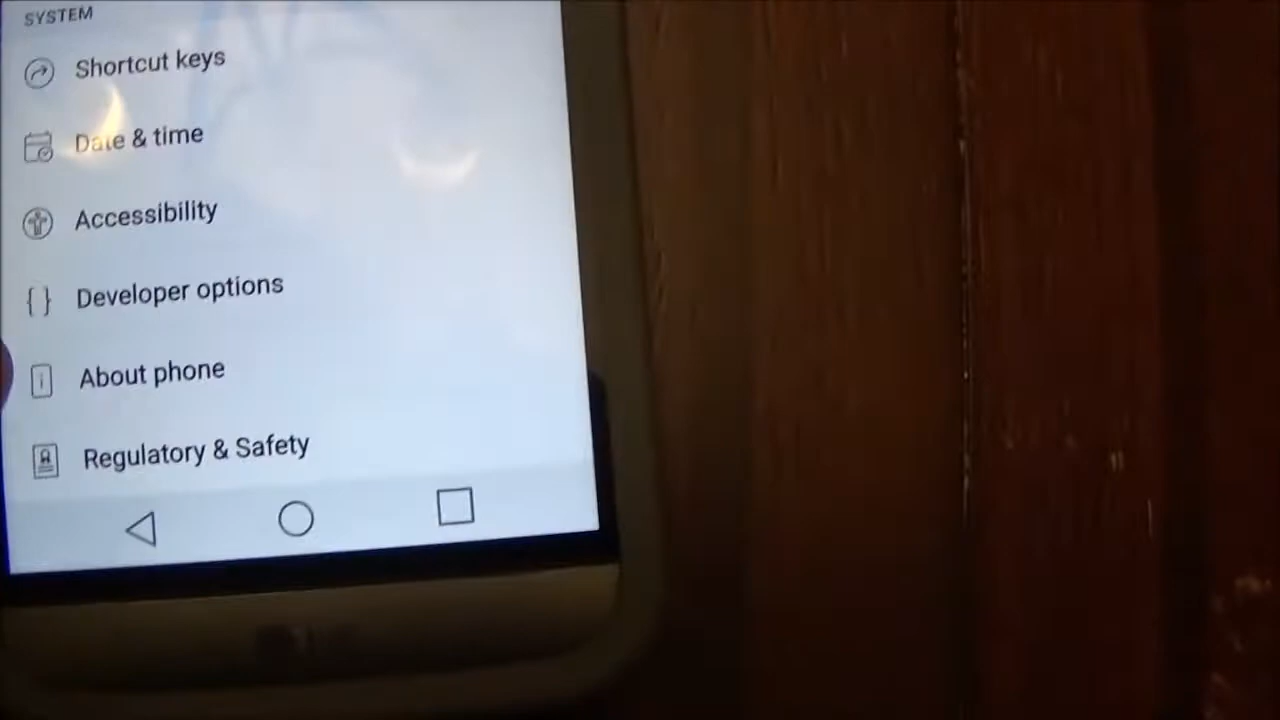 SYSTEM
Shortcut keys
Date & time
Accessibility
Developer options
About phone
Regulatory & Safety